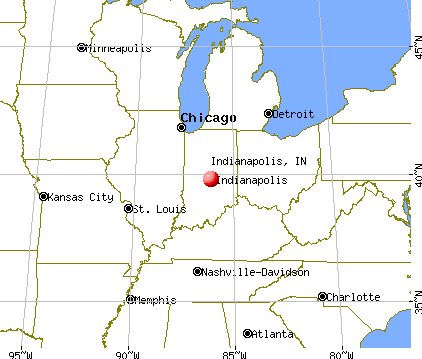 Minneapolis
45°N
Chicago
Detroit
Indianapolis, IN
Indianapolis
40°N
Kansas City
St. Louis
Nashville-Davidson
Memphis
Charlotte
35°N
Atlanta
95°W
90°W
85°W
80°W